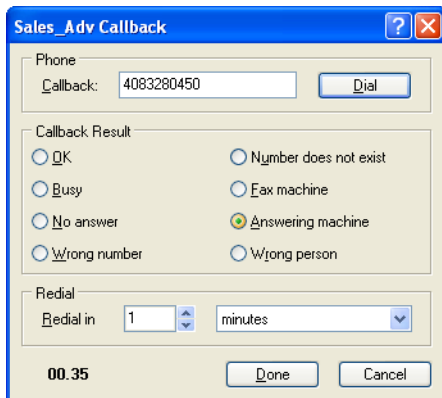 Sales_Adv Callback
Phone
Callback: 4083280450 Dial
Callback Result
OK Number does not exist
Busy Fax machine
No answer Answering machine
Wrong number Wrong person
Redial
Redial in 1 minutes
00.35 Done Cancel